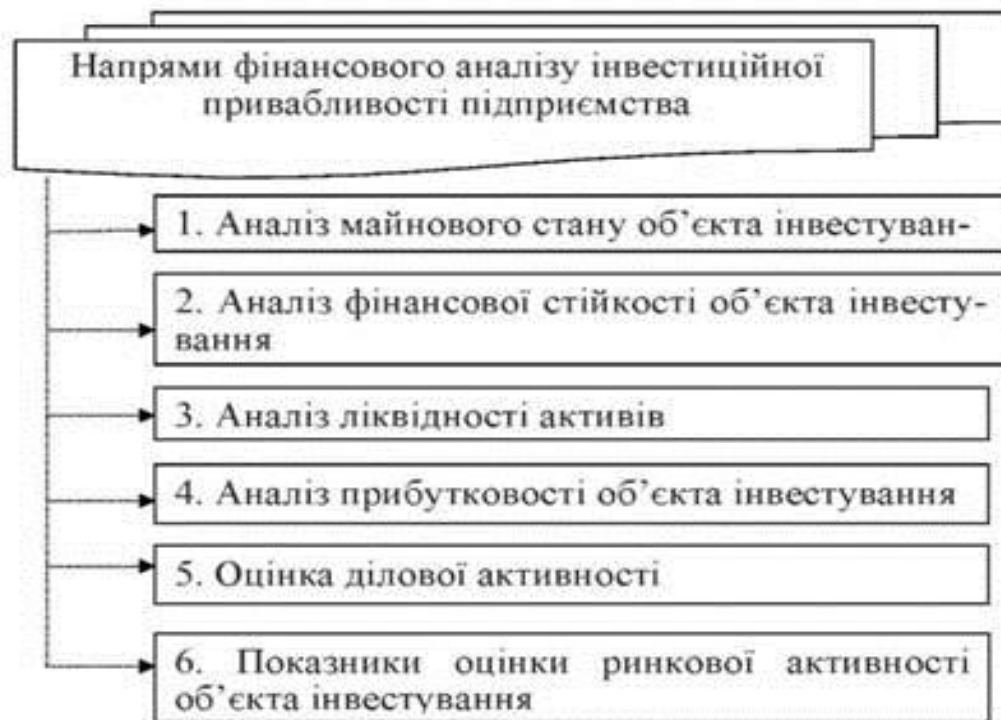 Напрями фінансового аналізу інвестиційної
привабливості підприємства
1. Аналіз майнового стану об’єкта інвестуван-
2. Аналіз фінансової стійкості об’єкта інвесту-
вання
3. Аналіз ліквідності активів
4. Аналіз прибутковості об’єкта інвестування
5. Оцінка ділової активності
6. Показники оцінки ринкової активності
об’єкта інвестування